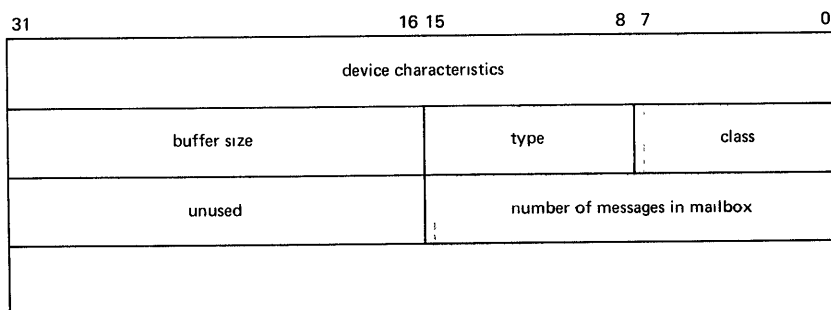 31 16 15 8 7 0
device characteristics
buffer size type class
unused number of messages in mailbox